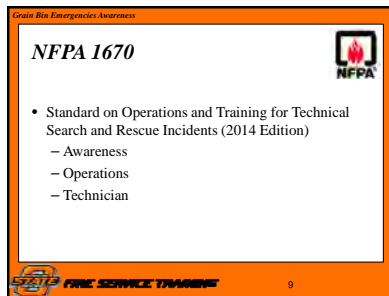 Grain Bin Emergencies Awareness
NFPA 1670
NFPA
• Standard on Operations and Training for Technical
Search and Rescue Incidents (2014 Edition)
– Awareness
– Operations
– Technician
STATE FIRE SERVICE TRAINING
9